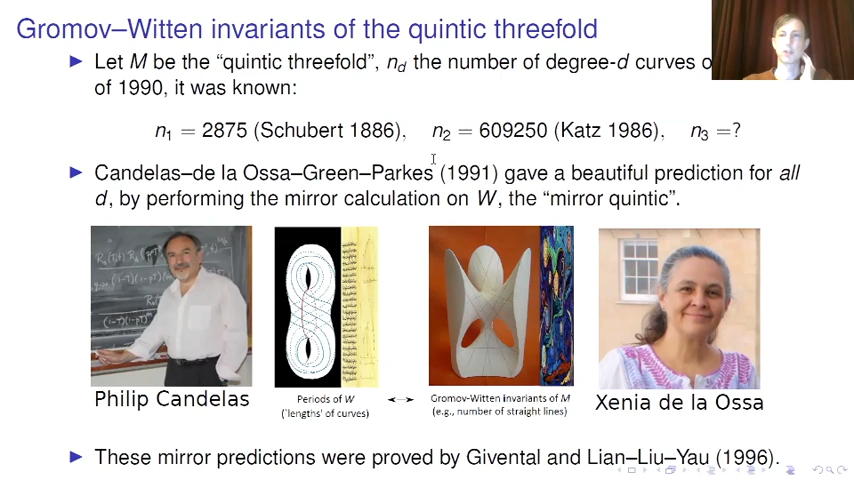 Gromov–Witten invariants of the quintic threefold
▶ Let M be the “quintic threefold”, n_d the number of degree-d curves o
of 1990, it was known:
n₁ = 2875 (Schubert 1886), n₂ = 609250 (Katz 1986), n₃ =?
▶ Candelas–de la Ossa–Green–Parkes (1991) gave a beautiful prediction for all
d, by performing the mirror calculation on W, the “mirror quintic”.
Philip Candelas
Periods of W
(`lengths' of curves)
↔
Gromov-Witten invariants of M
(e.g., number of straight lines)
Xenia de la Ossa
▶ These mirror predictions were proved by Givental and Lian–Liu–Yau (1996).